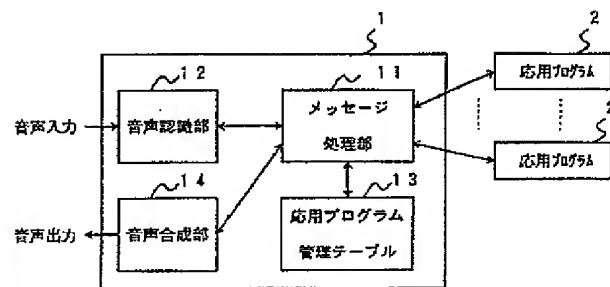 1
2
12
11
応用プログラム
音声入力
音声認識部
メッセージ
処理部
2
応用プログラム
14
13
音声出力
音声合成部
応用プログラム
管理テーブル